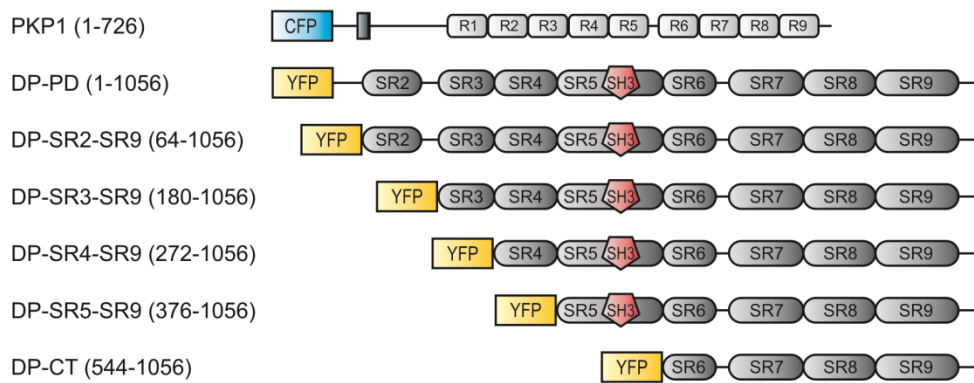 PKP1 (1-726) CFP R1 R2 R3 R4 R5 R6 R7 R8 R9
DP-PD (1-1056) YFP SR2 SR3 SR4 SR5 SH3 SR6 SR7 SR8 SR9
DP-SR2-SR9 (64-1056) YFP SR2 SR3 SR4 SR5 SH3 SR6 SR7 SR8 SR9
DP-SR3-SR9 (180-1056) YFP SR3 SR4 SR5 SH3 SR6 SR7 SR8 SR9
DP-SR4-SR9 (272-1056) YFP SR4 SR5 SH3 SR6 SR7 SR8 SR9
DP-SR5-SR9 (376-1056) YFP SR5 SH3 SR6 SR7 SR8 SR9
DP-CT (544-1056) YFP SR6 SR7 SR8 SR9